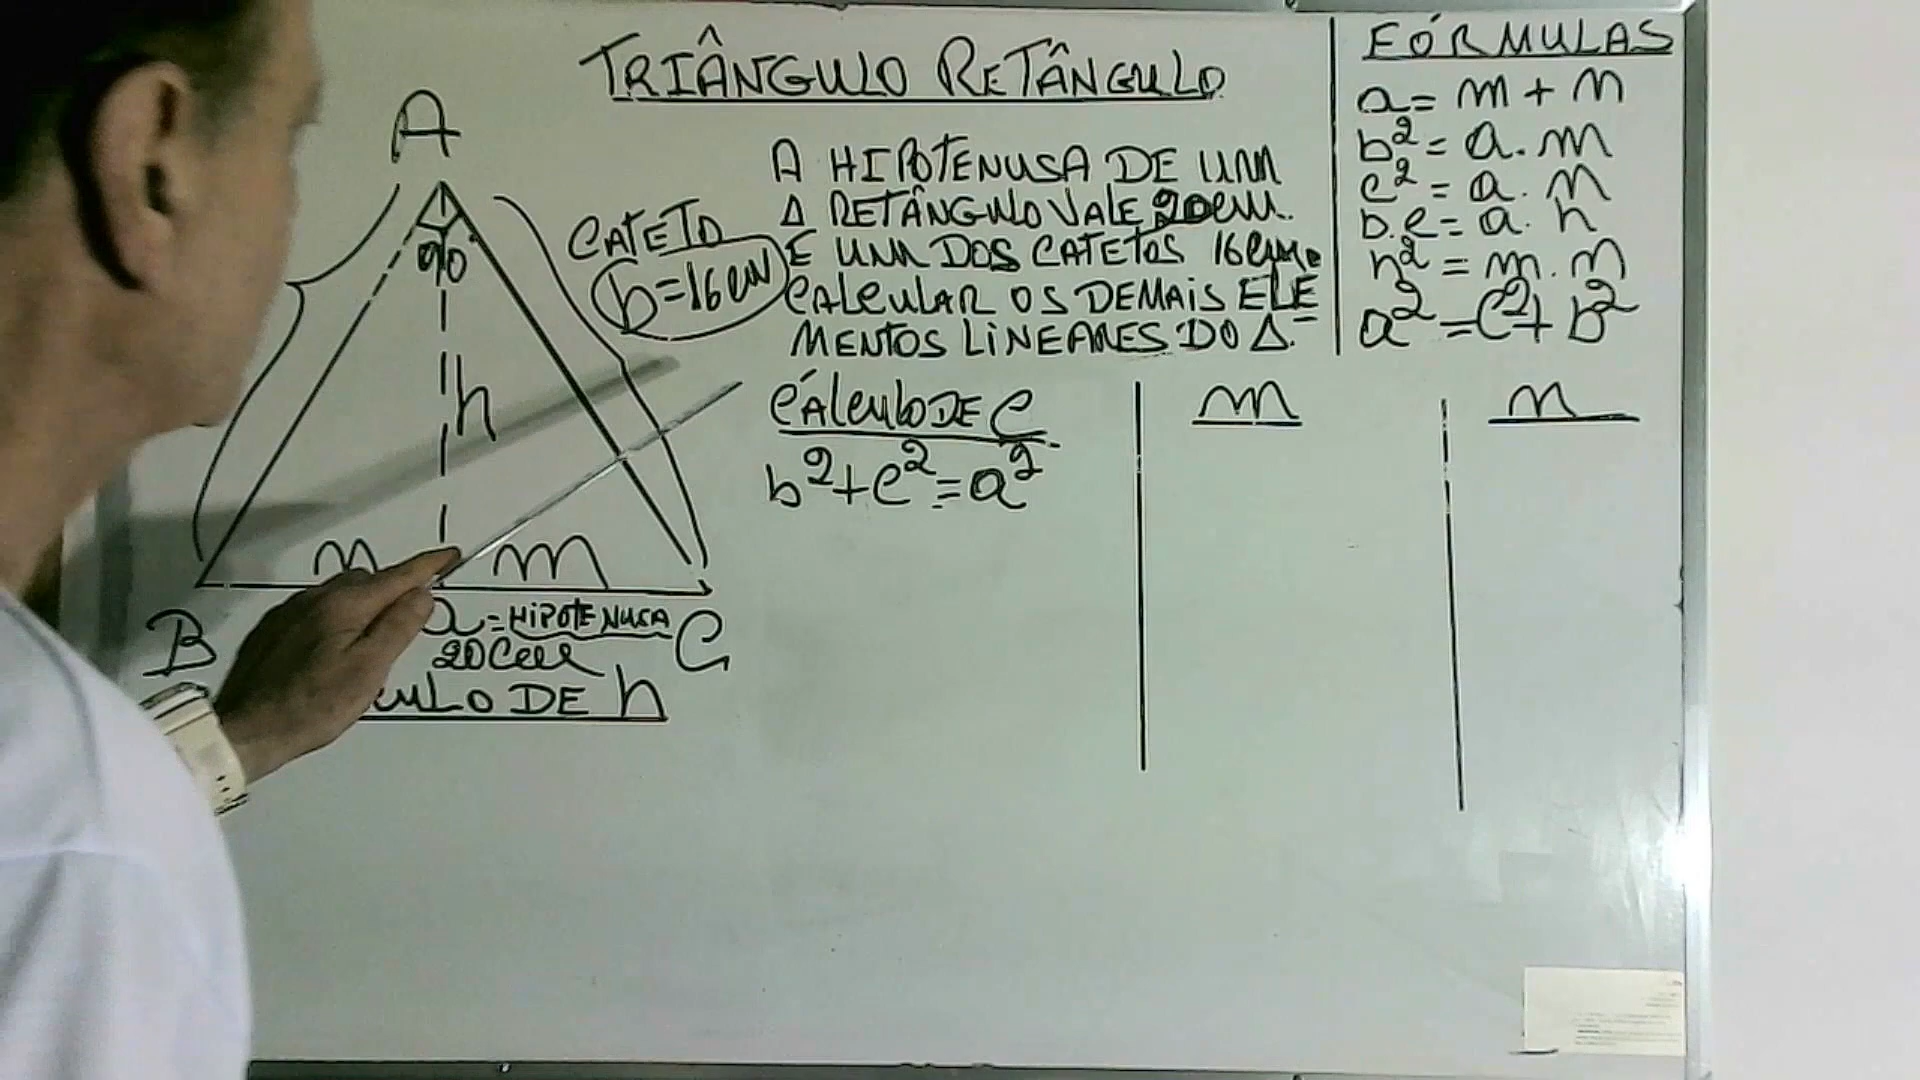 TRIÂNGULO RETÂNGULO
A
90
h
n m
B
C
a = HIPOTENUSA
20cm
CATETO
b=16cm
A HIPOTENUSA DE UM
Δ RETÂNGULO VALE 20cm.
E UM DOS CATETOS 16cm.
CALCULAR OS DEMAIS ELE
MENTOS LINEARES DO Δ.
FÓRMULAS
a = m + n
b² = a . m
c² = a . n
b.c = a . h
h² = m . n
a² = c² + b²
CÁLCULO DE C
b² + c² = a²
m
n
CULO DE h